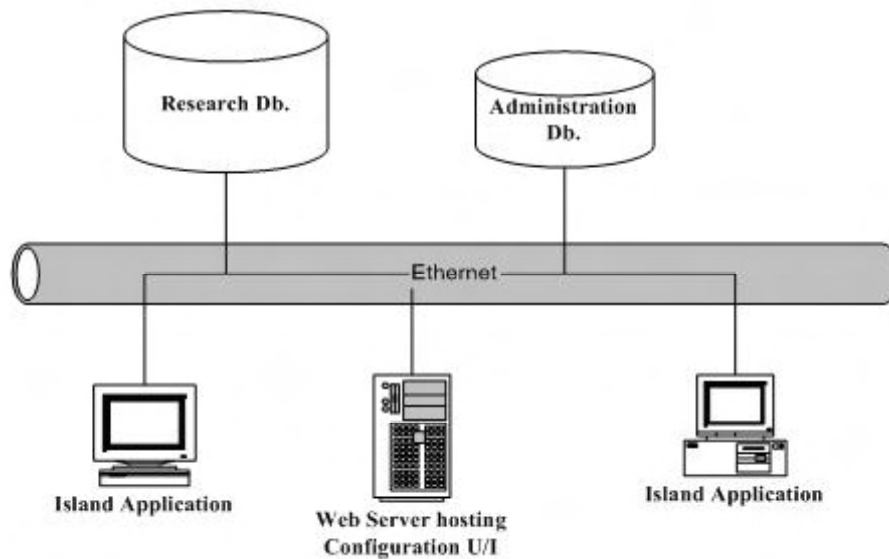 Research Db.
Administration
Db.
Ethernet
Island Application
Web Server hosting
Configuration U/I
Island Application